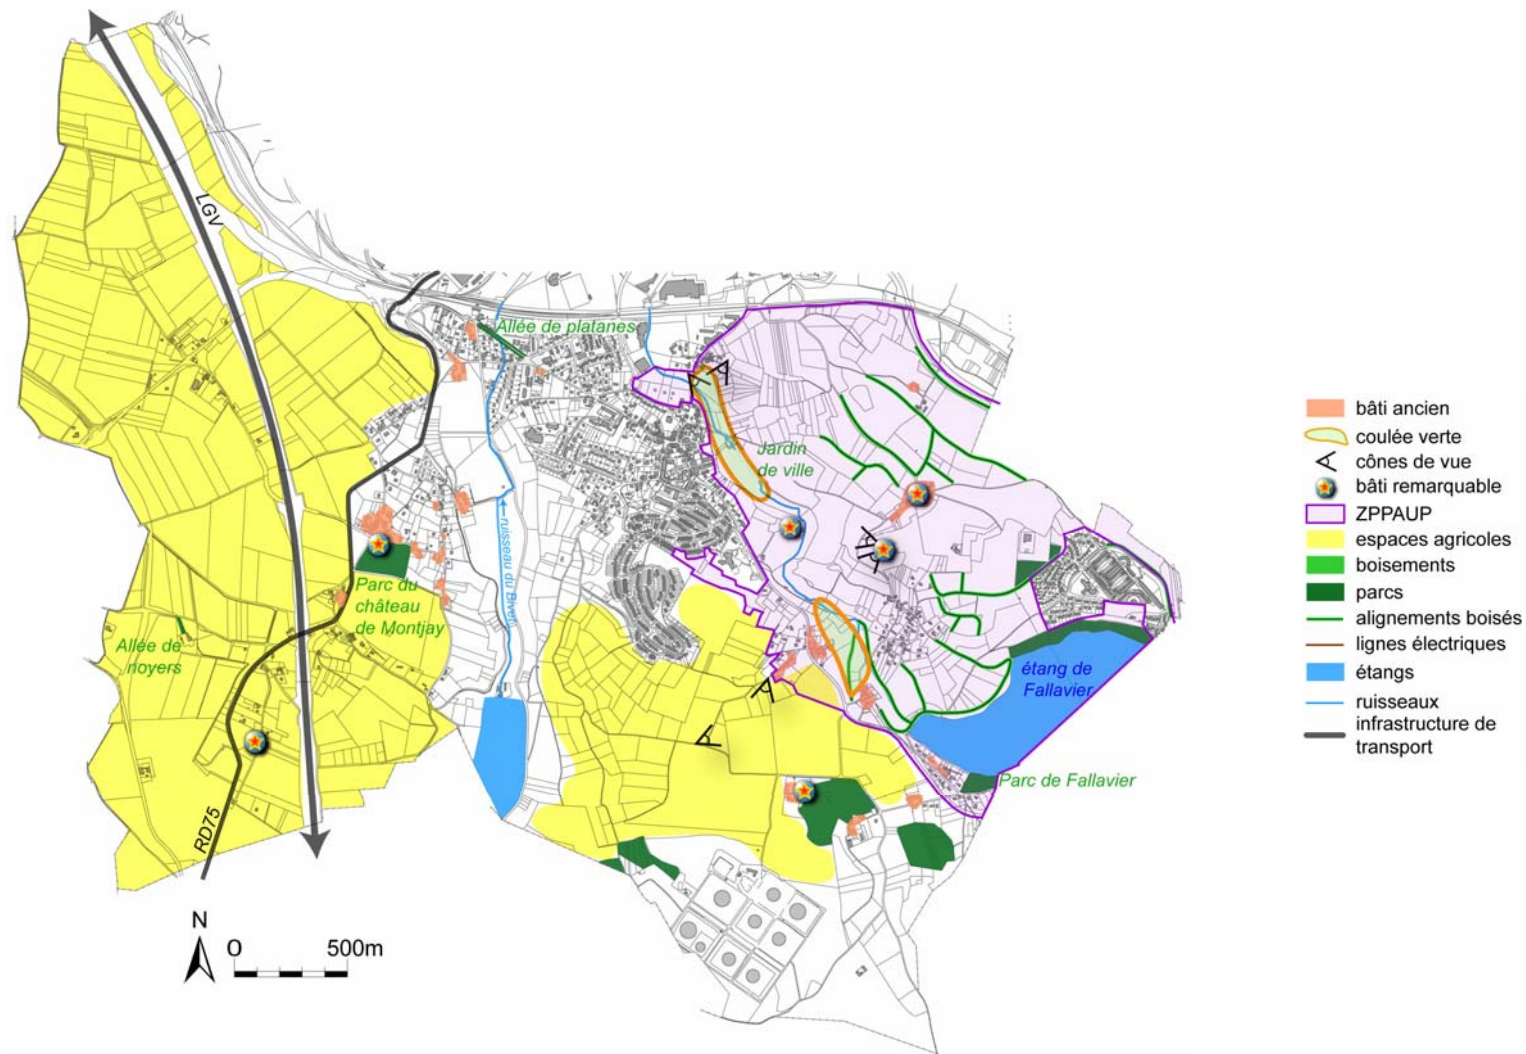 LGV
Allée de platanes
Jardin
de ville
ruisseau du Bivet
Parc du
château
de Montjay
Allée de
noyers
étang de
Fallavier
Parc de Fallavier
RD75
N
0 500m
bâti ancien
coulée verte
cônes de vue
bâti remarquable
ZPPAUP
espaces agricoles
boisements
parcs
alignements boisés
lignes électriques
étangs
ruisseaux
infrastructure de
transport